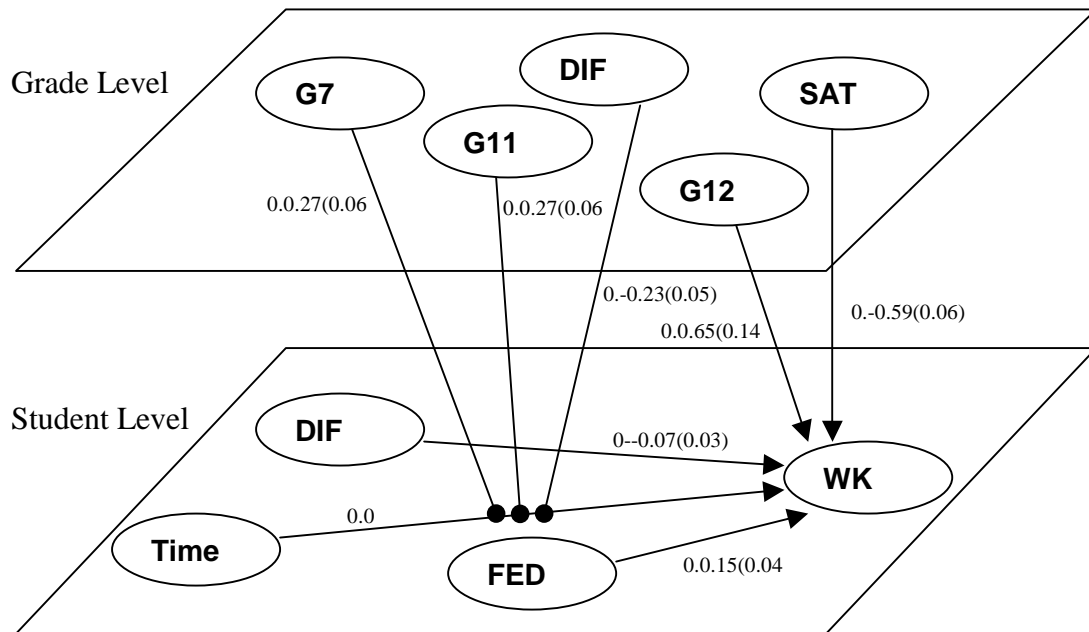 DIF
Grade Level
G7
SAT
G11
G12
0.0.27(0.06
0.0.27(0.06
0.-0.23(0.05)
0.-0.59(0.06)
0.0.65(0.14
Student Level
DIF
0--0.07(0.03)
WK
0.0
Time
FED
0.0.15(0.04